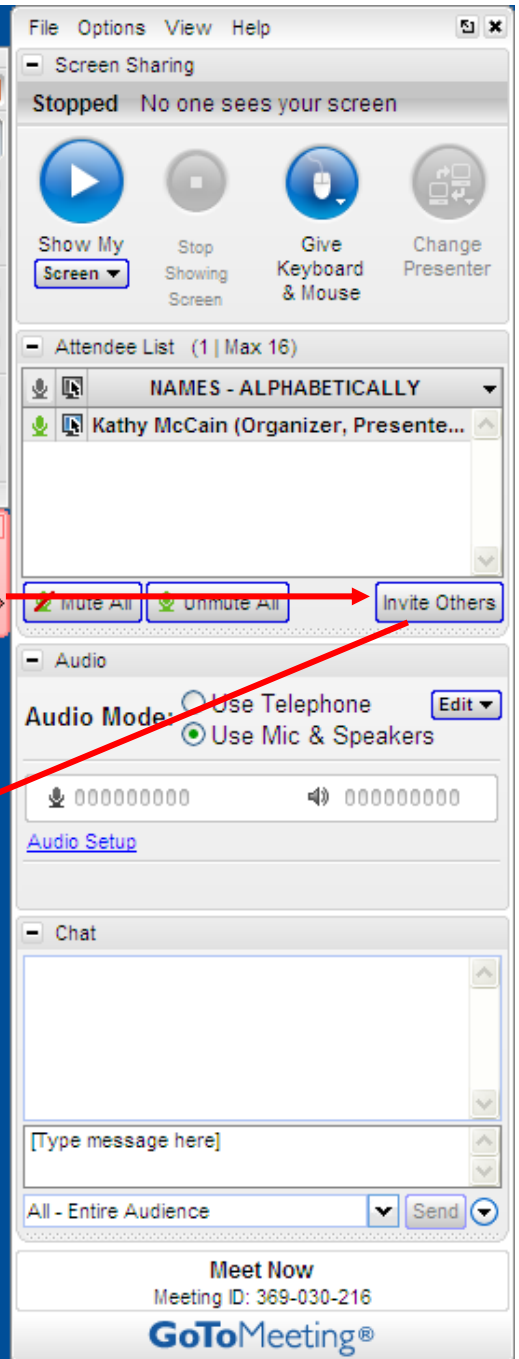 File Options View Help
Screen Sharing
Stopped No one sees your screen
Show My
Screen
Stop
Showing
Screen
Give
Keyboard
& Mouse
Change
Presenter
Attendee List (1 | Max 16)
NAMES - ALPHABETICALLY
Kathy McCain (Organizer, Presente...
Mute All Unmute All Invite Others
Audio
Audio Mode: Use Telephone Edit
Use Mic & Speakers
000000000 000000000
Audio Setup
Chat
[Type message here]
All - Entire Audience Send
Meet Now
Meeting ID: 369-030-216
GoToMeeting®